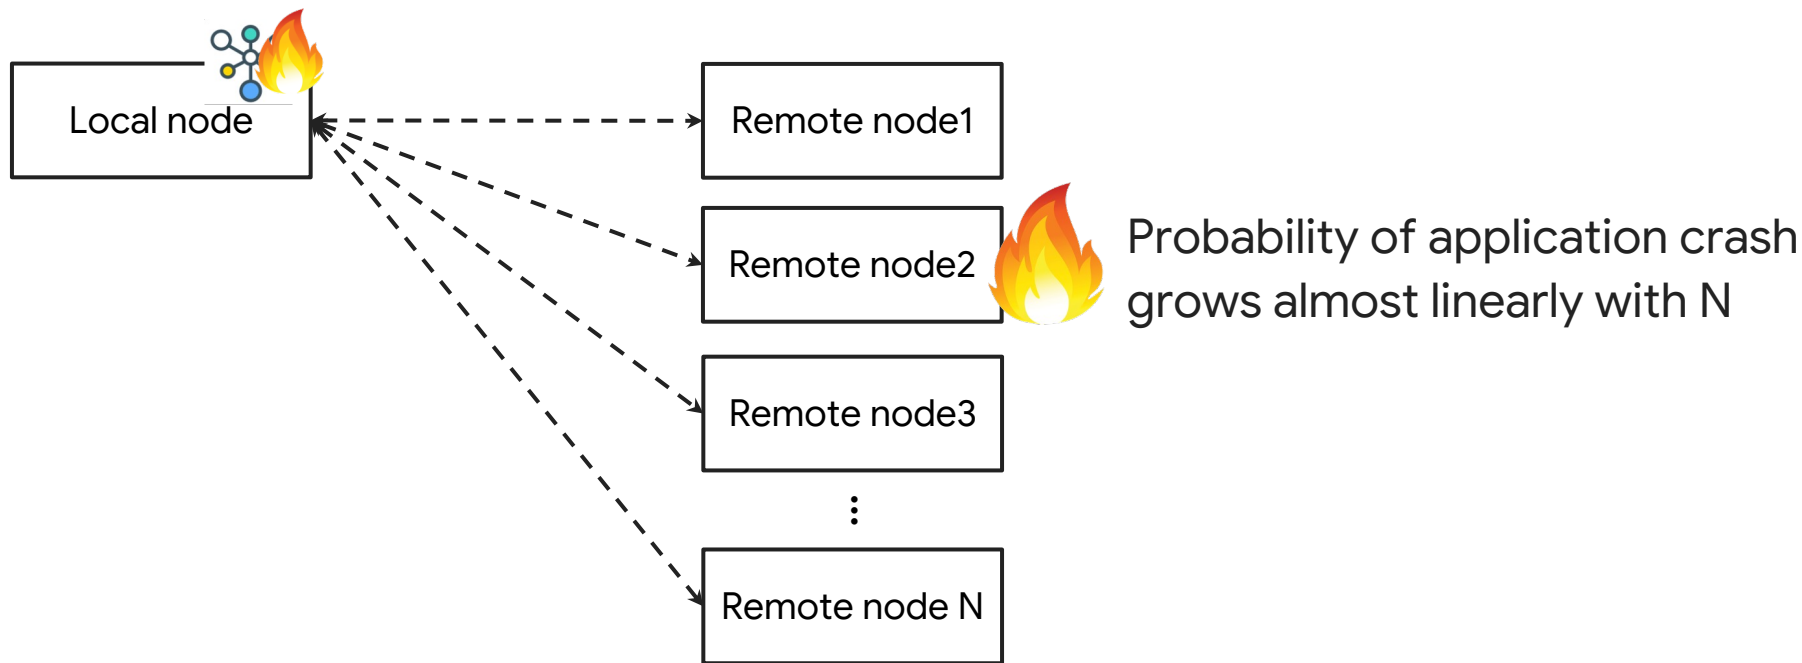 Local node
Remote node1
Remote node2
Probability of application crash
grows almost linearly with N
Remote node3
⋮
Remote node N